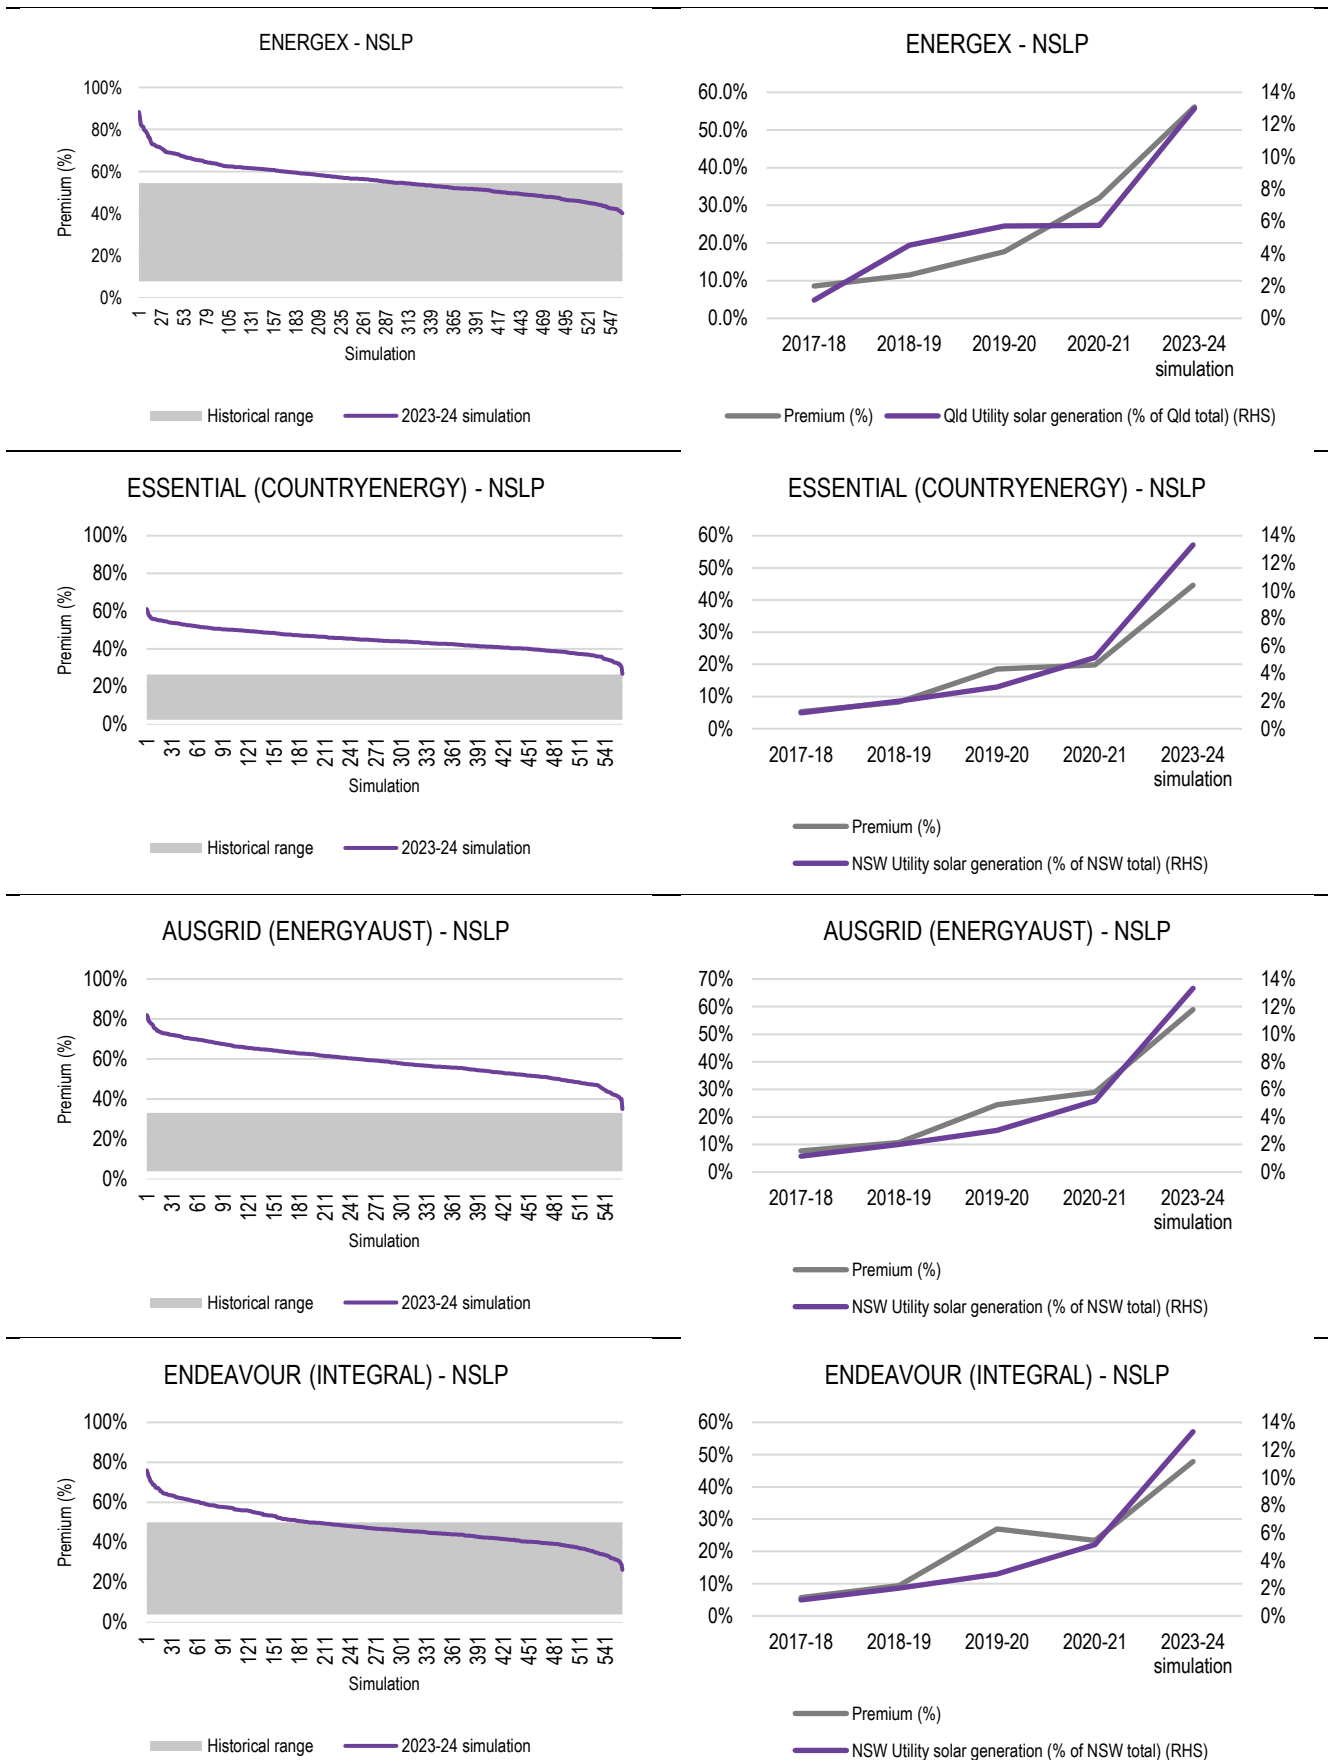 ENERGEX - NSLP
100%
80%
60%
40%
20%
0%
Premium (%)
1 27 53 79 105 131 157 183 209 235 261 287 313 339 365 391 417 443 469 495 521 547
Simulation
Historical range 2023-24 simulation
ENERGEX - NSLP
60.0% 14%
50.0% 12%
40.0% 10%
30.0% 8%
20.0% 6%
10.0% 4%
0.0% 2%
0%
2017-18 2018-19 2019-20 2020-21 2023-24
simulation
Premium (%) Qld Utility solar generation (% of Qld total) (RHS)
ESSENTIAL (COUNTRYENERGY) - NSLP
100%
80%
60%
40%
20%
0%
Premium (%)
1 31 61 91 121 151 181 211 241 271 301 331 361 391 421 451 481 511 541
Simulation
Historical range 2023-24 simulation
ESSENTIAL (COUNTRYENERGY) - NSLP
60% 14%
50% 12%
40% 10%
30% 8%
20% 6%
10% 4%
0% 2%
0%
2017-18 2018-19 2019-20 2020-21 2023-24
simulation
Premium (%)
NSW Utility solar generation (% of NSW total) (RHS)
AUSGRID (ENERGYAUST) - NSLP
100%
80%
60%
40%
20%
0%
Premium (%)
1 31 61 91 121 151 181 211 241 271 301 331 361 391 421 451 481 511 541
Simulation
Historical range 2023-24 simulation
AUSGRID (ENERGYAUST) - NSLP
70% 14%
60% 12%
50% 10%
40% 8%
30% 6%
20% 4%
10% 2%
0% 0%
2017-18 2018-19 2019-20 2020-21 2023-24
simulation
Premium (%)
NSW Utility solar generation (% of NSW total) (RHS)
ENDEAVOUR (INTEGRAL) - NSLP
100%
80%
60%
40%
20%
0%
Premium (%)
1 31 61 91 121 151 181 211 241 271 301 331 361 391 421 451 481 511 541
Simulation
Historical range 2023-24 simulation
ENDEAVOUR (INTEGRAL) - NSLP
60% 14%
50% 12%
40% 10%
30% 8%
20% 6%
10% 4%
0% 2%
0%
2017-18 2018-19 2019-20 2020-21 2023-24
simulation
Premium (%)
NSW Utility solar generation (% of NSW total) (RHS)